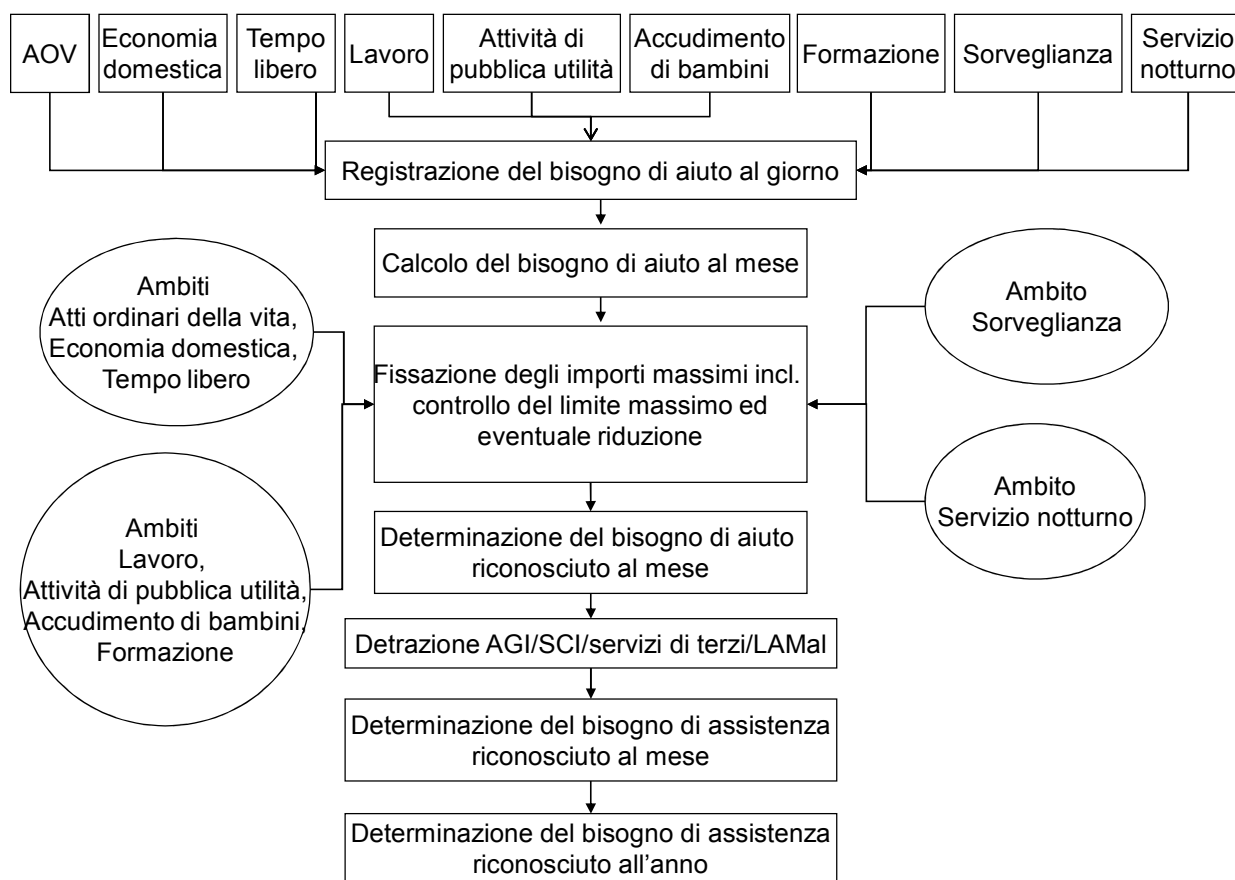 AOV
Economia
domestica
Tempo
libero
Lavoro
Attività di
pubblica utilità
Accudimento
di bambini
Formazione
Sorveglianza
Servizio
notturno
Registrazione del bisogno di aiuto al giorno
Calcolo del bisogno di aiuto al mese
Ambiti
Atti ordinari della vita,
Economia domestica,
Tempo libero
Ambito
Sorveglianza
Fissazione degli importi massimi incl.
controllo del limite massimo ed
eventuale riduzione
Ambiti
Lavoro,
Attività di pubblica utilità,
Accudimento di bambini,
Formazione
Ambito
Servizio notturno
Determinazione del bisogno di aiuto
riconosciuto al mese
Detrazione AGI/SCI/servizi di terzi/LAMal
Determinazione del bisogno di assistenza
riconosciuto al mese
Determinazione del bisogno di assistenza
riconosciuto all'anno